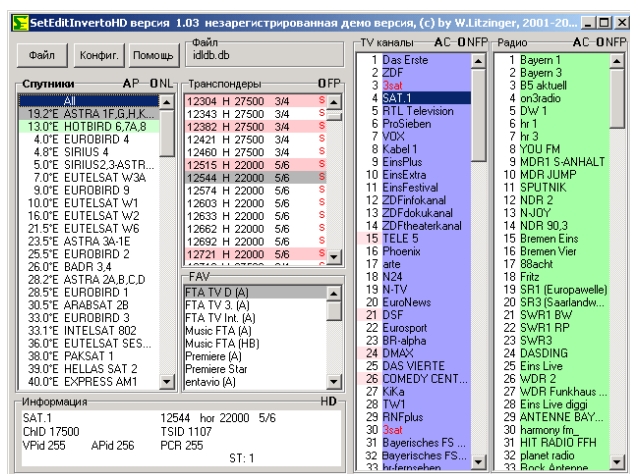 SetEditInvertoHD версия 1.03 незарегистрированная демо версия, (c) by W.Litzinger, 2001-20...
Файл
Конфиг.
Помощь
Файл
idldb.db
Спутники AP ONL
All
19.2°E ASTRA 1F,G,H,K...
13.0°E HOTBIRD 6,7A,8
4.0°E EUROBIRD 4
4.8°E SIRIUS 4
5.0°E SIRIUS2,3-ASTR...
7.0°E EUTELSAT W3A
9.0°E EUROBIRD 9
10.0°E EUTELSAT W1
16.0°E EUTELSAT W2
21.5°E EUTELSAT W6
23.5°E ASTRA 3A-1E
25.5°E EUROBIRD 2
26.0°E BADR 3,4
28.2°E ASTRA 2A,B,C,D
28.5°E EUROBIRD 1
30.5°E ARABSAT 2B
33.0°E EUROBIRD 3
33.1°E INTELSAT 802
36.0°E EUTELSAT SES...
38.0°E PAKSAT 1
39.0°E HELLAS SAT 2
40.0°E EXPRESS AM1
Транспондеры OFP
12304 H 27500 3/4 S
12343 H 27500 3/4 S
12382 H 27500 3/4 S
12421 H 27500 3/4 S
12460 H 27500 3/4 S
12515 H 22000 5/6 S
12544 H 22000 5/6 S
12574 H 22000 5/6 S
12603 H 22000 5/6 S
12633 H 22000 5/6 S
12662 H 22000 5/6 S
12692 H 22000 5/6 S
12721 H 22000 5/6 S
FAV
FTA TV D (A)
FTA TV 3. (A)
FTA TV Int. (A)
Music FTA (A)
Music FTA (HB)
Premiere (A)
Premiere Star
entavio (A)
Информация HD
SAT.1 12544 hor 22000 5/6
ChID 17500 TSID 1107
VPid 255 APid 256 PCR 255
ST: 1
TV каналы AC ONFP
1 Das Erste
2 ZDF
3 3sat
4 SAT.1
5 RTL Television
6 ProSieben
7 VOX
8 Kabel 1
9 EinsPlus
10 EinsExtra
11 EinsFestival
12 ZDFinfokanal
13 ZDFdokukanal
14 ZDFtheaterkanal
15 TELE 5
16 Phoenix
17 arte
18 N24
19 N-TV
20 EuroNews
21 DSF
22 Eurosport
23 BR-alpha
24 DMAX
25 DAS VIERTE
26 COMEDY CENT...
27 KiKa
28 TW1
29 RNFplus
30 3sat
31 Bayerisches FS ...
32 Bayerisches FS...
33 hr-fernsehen
Радио AC ONFP
1 Bayern 1
2 Bayern 3
3 B5 aktuell
4 on3radio
5 DW 1
6 hr 1
7 hr 3
8 YOU FM
9 MDR1 S-ANHALT
10 MDR JUMP
11 SPUTNIK
12 NDR 2
13 N-JOY
14 NDR 90,3
15 Bremen Eins
16 Bremen Vier
17 88acht
18 Fritz
19 SR1 (Europawelle)
20 SR3 (Saarlandw...
21 SWR1 BW
22 SWR1 RP
23 SWR3
24 DASDING
25 Eins Live
26 WDR 2
27 WDR Funkhaus ...
28 Eins Live diggi
29 ANTENNE BAY...
30 harmony fm_
31 HIT RADIO FFH
32 planet radio
33 Rock Antenne